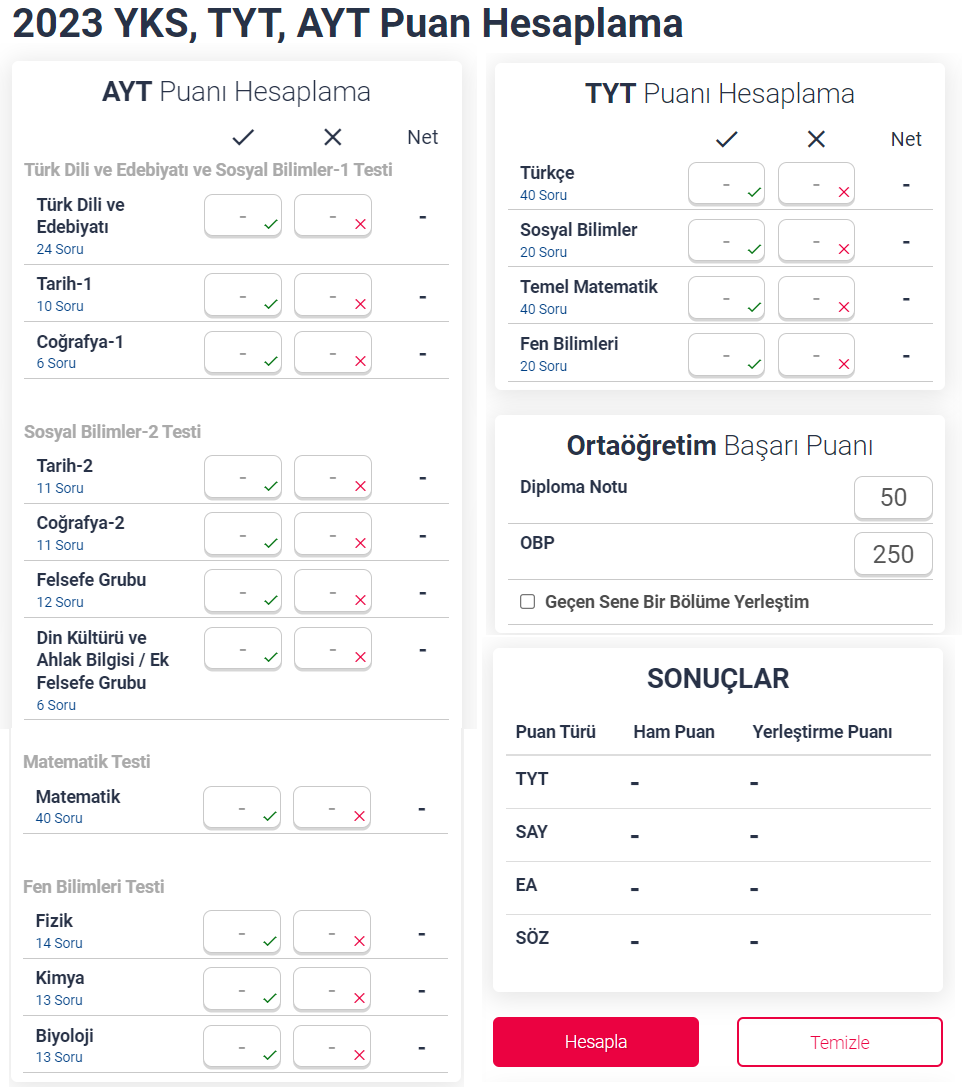 2023 YKS, TYT, AYT Puan Hesaplama
AYT Puanı Hesaplama
Net
Türk Dili ve Edebiyatı ve Sosyal Bilimler-1 Testi
Türk Dili ve
Edebiyatı
- - -
24 Soru
Tarih-1
- - -
10 Soru
Coğrafya-1
- - -
6 Soru
Sosyal Bilimler-2 Testi
Tarih-2
- - -
11 Soru
Coğrafya-2
- - -
11 Soru
Felsefe Grubu
- - -
12 Soru
Din Kültürü ve
- - -
Ahlak Bilgisi / Ek
Felsefe Grubu
6 Soru
Matematik Testi
Matematik
- - -
40 Soru
Fen Bilimleri Testi
Fizik
- - -
14 Soru
Kimya
- - -
13 Soru
Biyoloji
- - -
13 Soru
TYT Puanı Hesaplama
Net
Türkçe
- - -
40 Soru
Sosyal Bilimler
- - -
20 Soru
Temel Matematik
- - -
40 Soru
Fen Bilimleri
- - -
20 Soru
Ortaöğretim Başarı Puanı
Diploma Notu 50
OBP 250
Geçen Sene Bir Bölüme Yerleştim
SONUÇLAR
Puan Türü Ham Puan Yerleştirme Puanı
TYT - -
SAY - -
EA - -
SÖZ - -
Hesapla Temizle